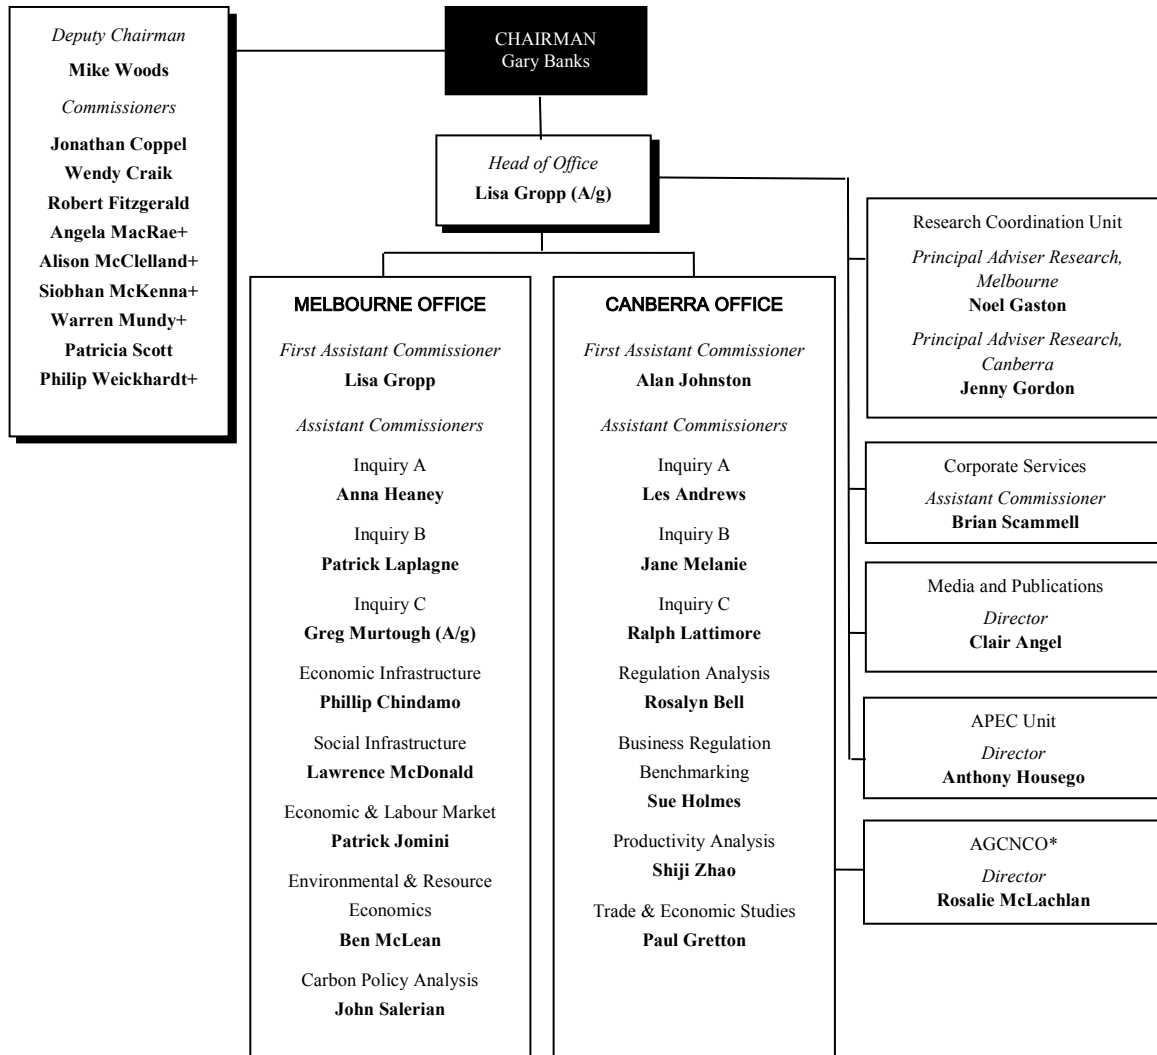 Deputy Chairman
Mike Woods
Commissioners
Jonathan Coppel
Wendy Craik
Robert Fitzgerald
Angela MacRae+
Alison McClelland+
Siobhan McKenna+
Warren Mundy+
Patricia Scott
Philip Weickhardt+
CHAIRMAN
Gary Banks
Head of Office
Lisa Gropp (A/g)
MELBOURNE OFFICE
First Assistant Commissioner
Lisa Gropp
Assistant Commissioners
Inquiry A
Anna Heaney
Inquiry B
Patrick Laplagne
Inquiry C
Greg Murtough (A/g)
Economic Infrastructure
Phillip Chindamo
Social Infrastructure
Lawrence McDonald
Economic & Labour Market
Patrick Jomini
Environmental & Resource
Economics
Ben McLean
Carbon Policy Analysis
John Salerian
CANBERRA OFFICE
First Assistant Commissioner
Alan Johnston
Assistant Commissioners
Inquiry A
Les Andrews
Inquiry B
Jane Melanie
Inquiry C
Ralph Lattimore
Regulation Analysis
Rosalyn Bell
Business Regulation
Benchmarking
Sue Holmes
Productivity Analysis
Shiji Zhao
Trade & Economic Studies
Paul Gretton
Research Coordination Unit
Principal Adviser Research,
Melbourne
Noel Gaston
Principal Adviser Research,
Canberra
Jenny Gordon
Corporate Services
Assistant Commissioner
Brian Scammell
Media and Publications
Director
Clair Angel
APEC Unit
Director
Anthony Housego
AGCNCO*
Director
Rosalie McLachlan